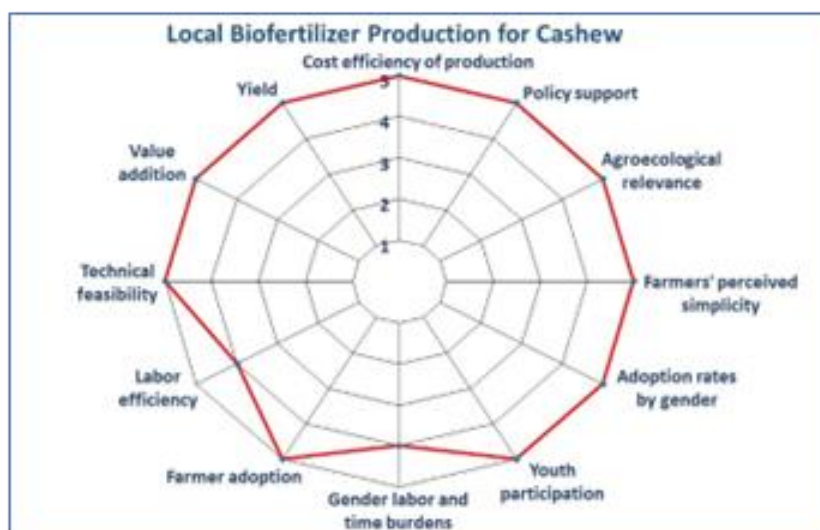 Local Biofertilizer Production for Cashew
Cost efficiency of production
Yield
Policy support
Value
addition
Agroecological
relevance
Technical
feasibility
Farmers' perceived
simplicity
Labor
efficiency
Adoption rates
by gender
Farmer adoption
Youth
participation
Gender labor and
time burdens
5
4
3
2
1